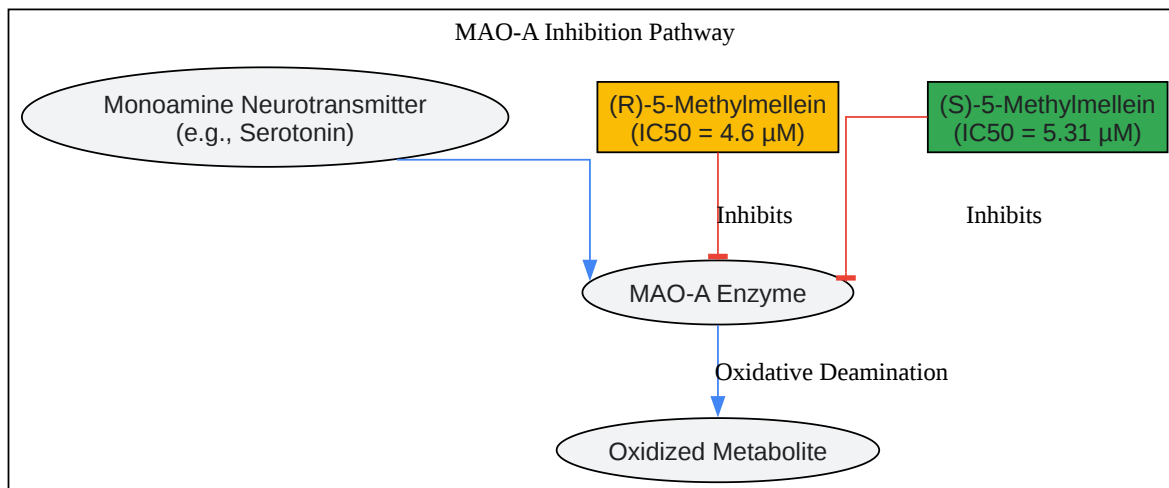 MAO-A Inhibition Pathway
Monoamine Neurotransmitter
(e.g., Serotonin)
(R)-5-Methylmellein
(IC50 = 4.6 µM)
(S)-5-Methylmellein
(IC50 = 5.31 µM)
Inhibits
Inhibits
MAO-A Enzyme
Oxidative Deamination
Oxidized Metabolite